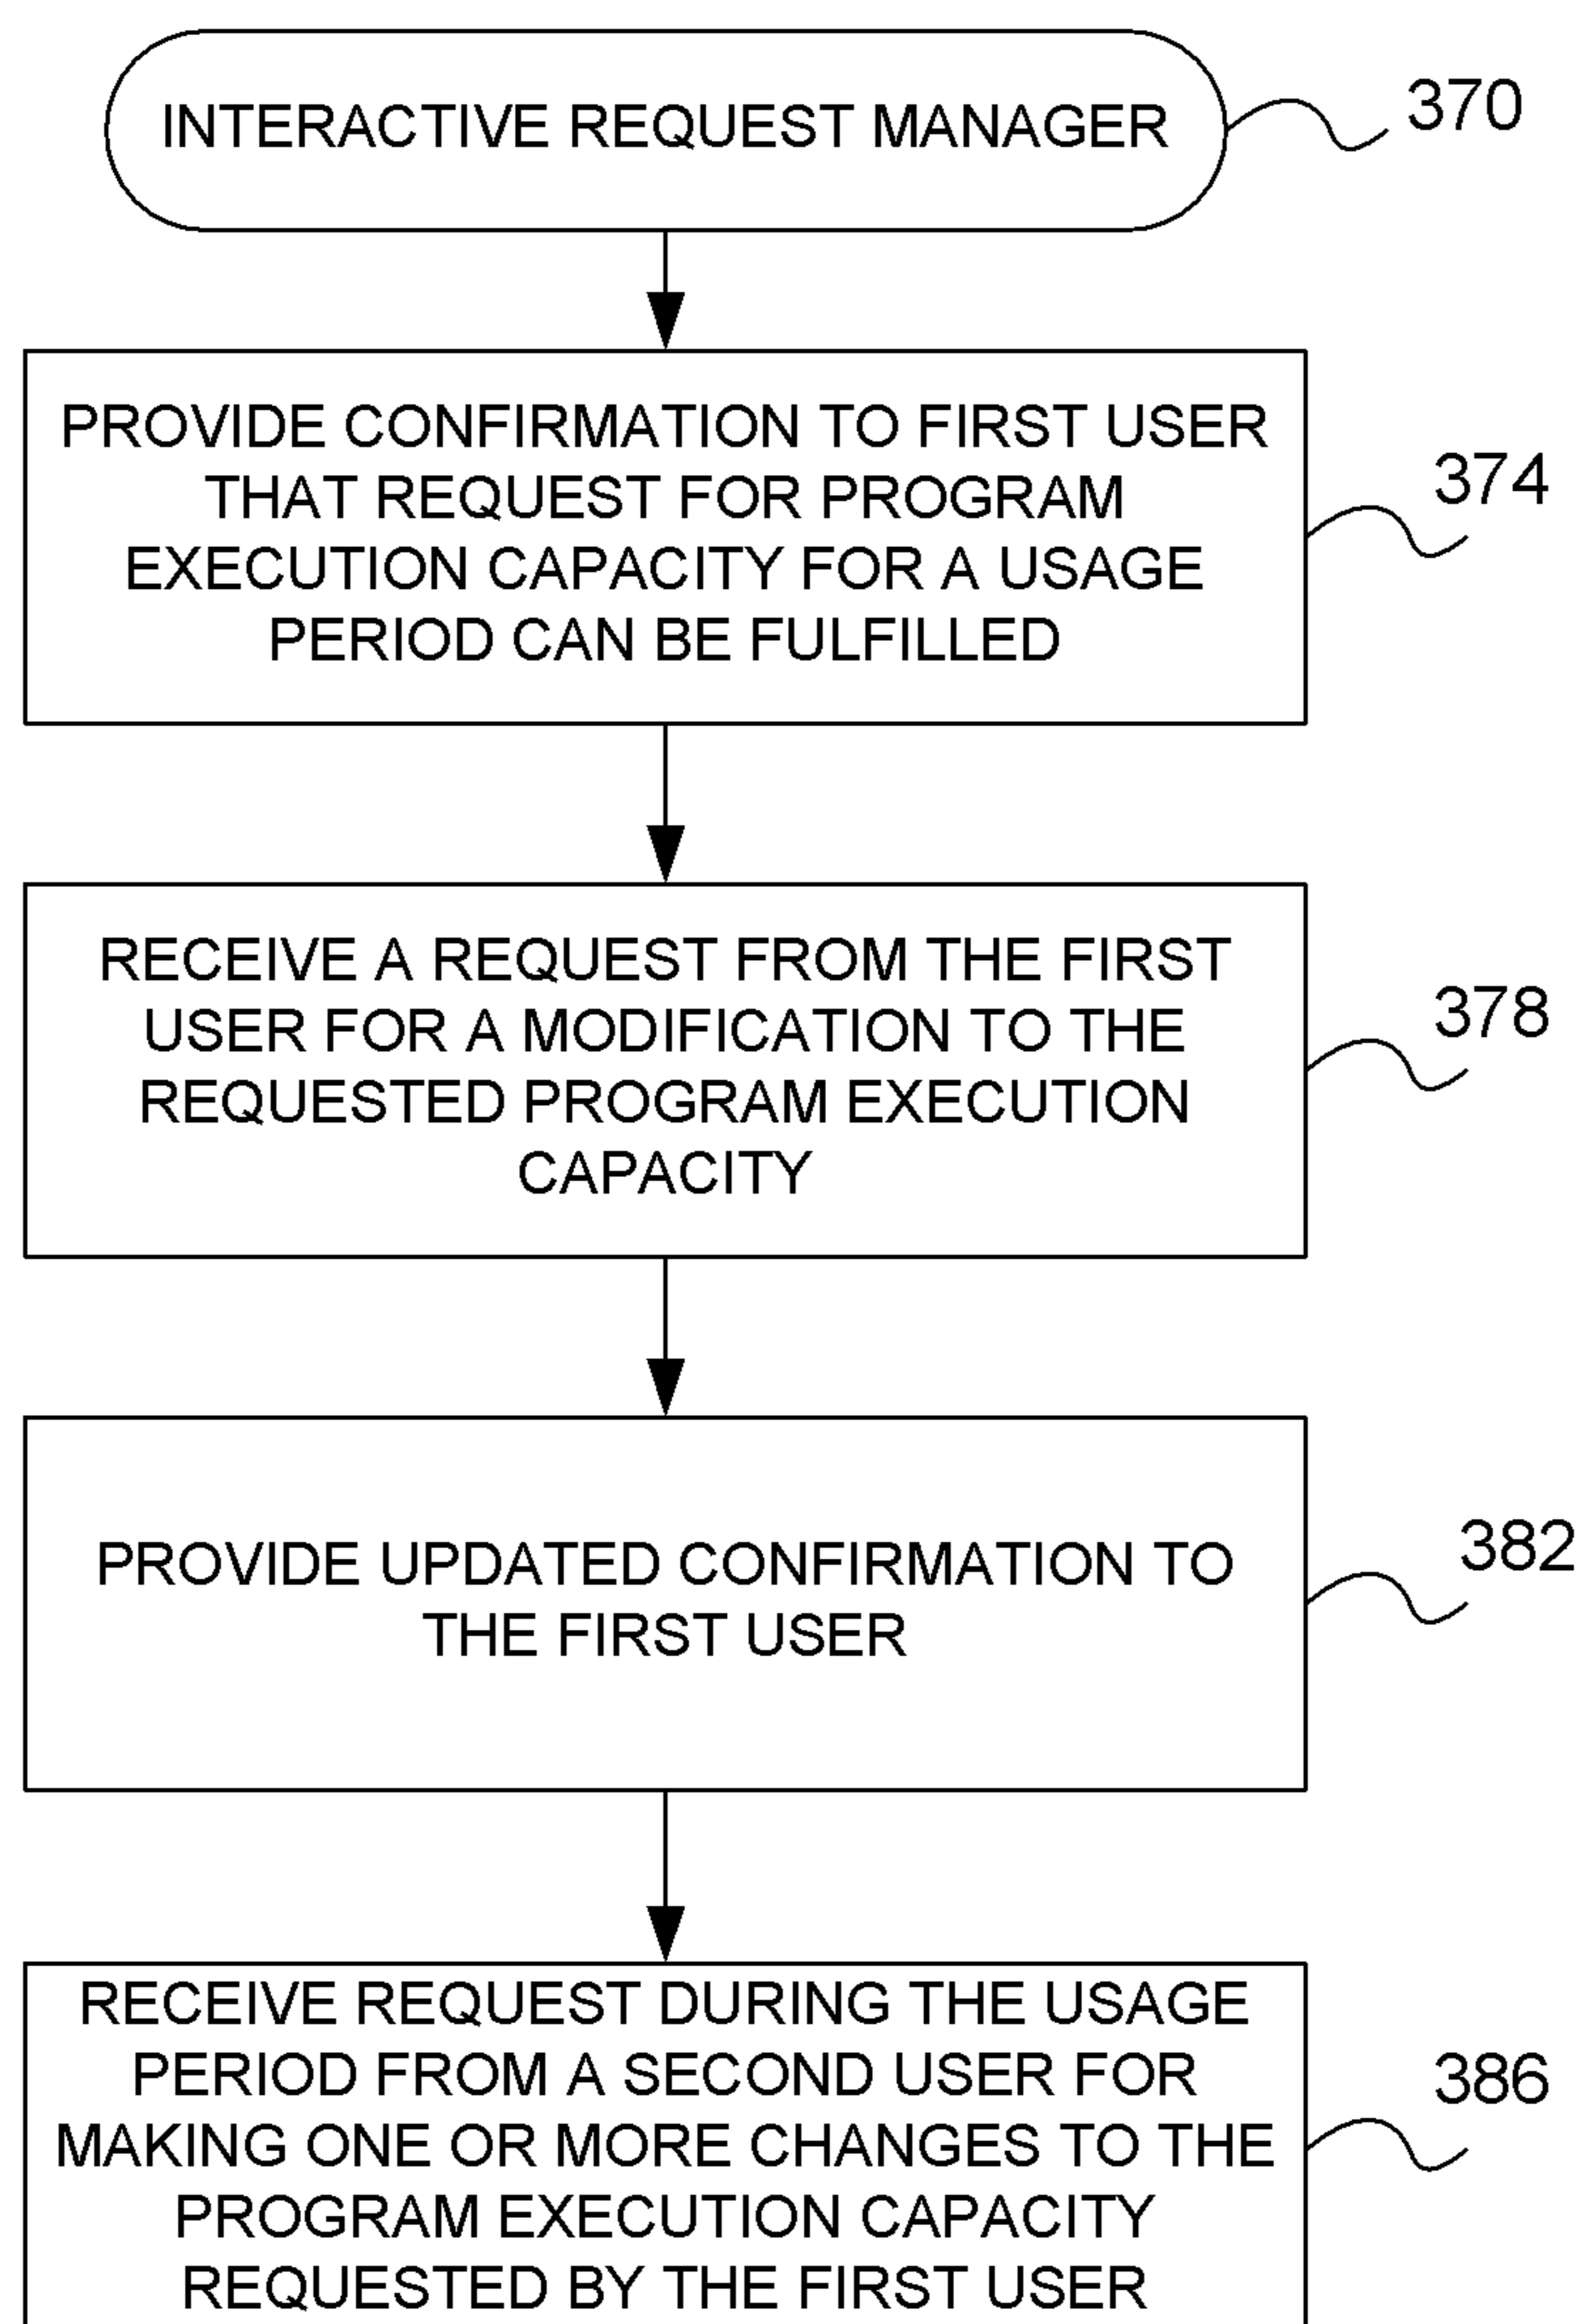 INTERACTIVE REQUEST MANAGER
370
PROVIDE CONFIRMATION TO FIRST USER
THAT REQUEST FOR PROGRAM
EXECUTION CAPACITY FOR A USAGE
PERIOD CAN BE FULFILLED
374
RECEIVE A REQUEST FROM THE FIRST
USER FOR A MODIFICATION TO THE
REQUESTED PROGRAM EXECUTION
CAPACITY
378
PROVIDE UPDATED CONFIRMATION TO
THE FIRST USER
382
RECEIVE REQUEST DURING THE USAGE
PERIOD FROM A SECOND USER FOR
MAKING ONE OR MORE CHANGES TO THE
PROGRAM EXECUTION CAPACITY
REQUESTED BY THE FIRST USER
386